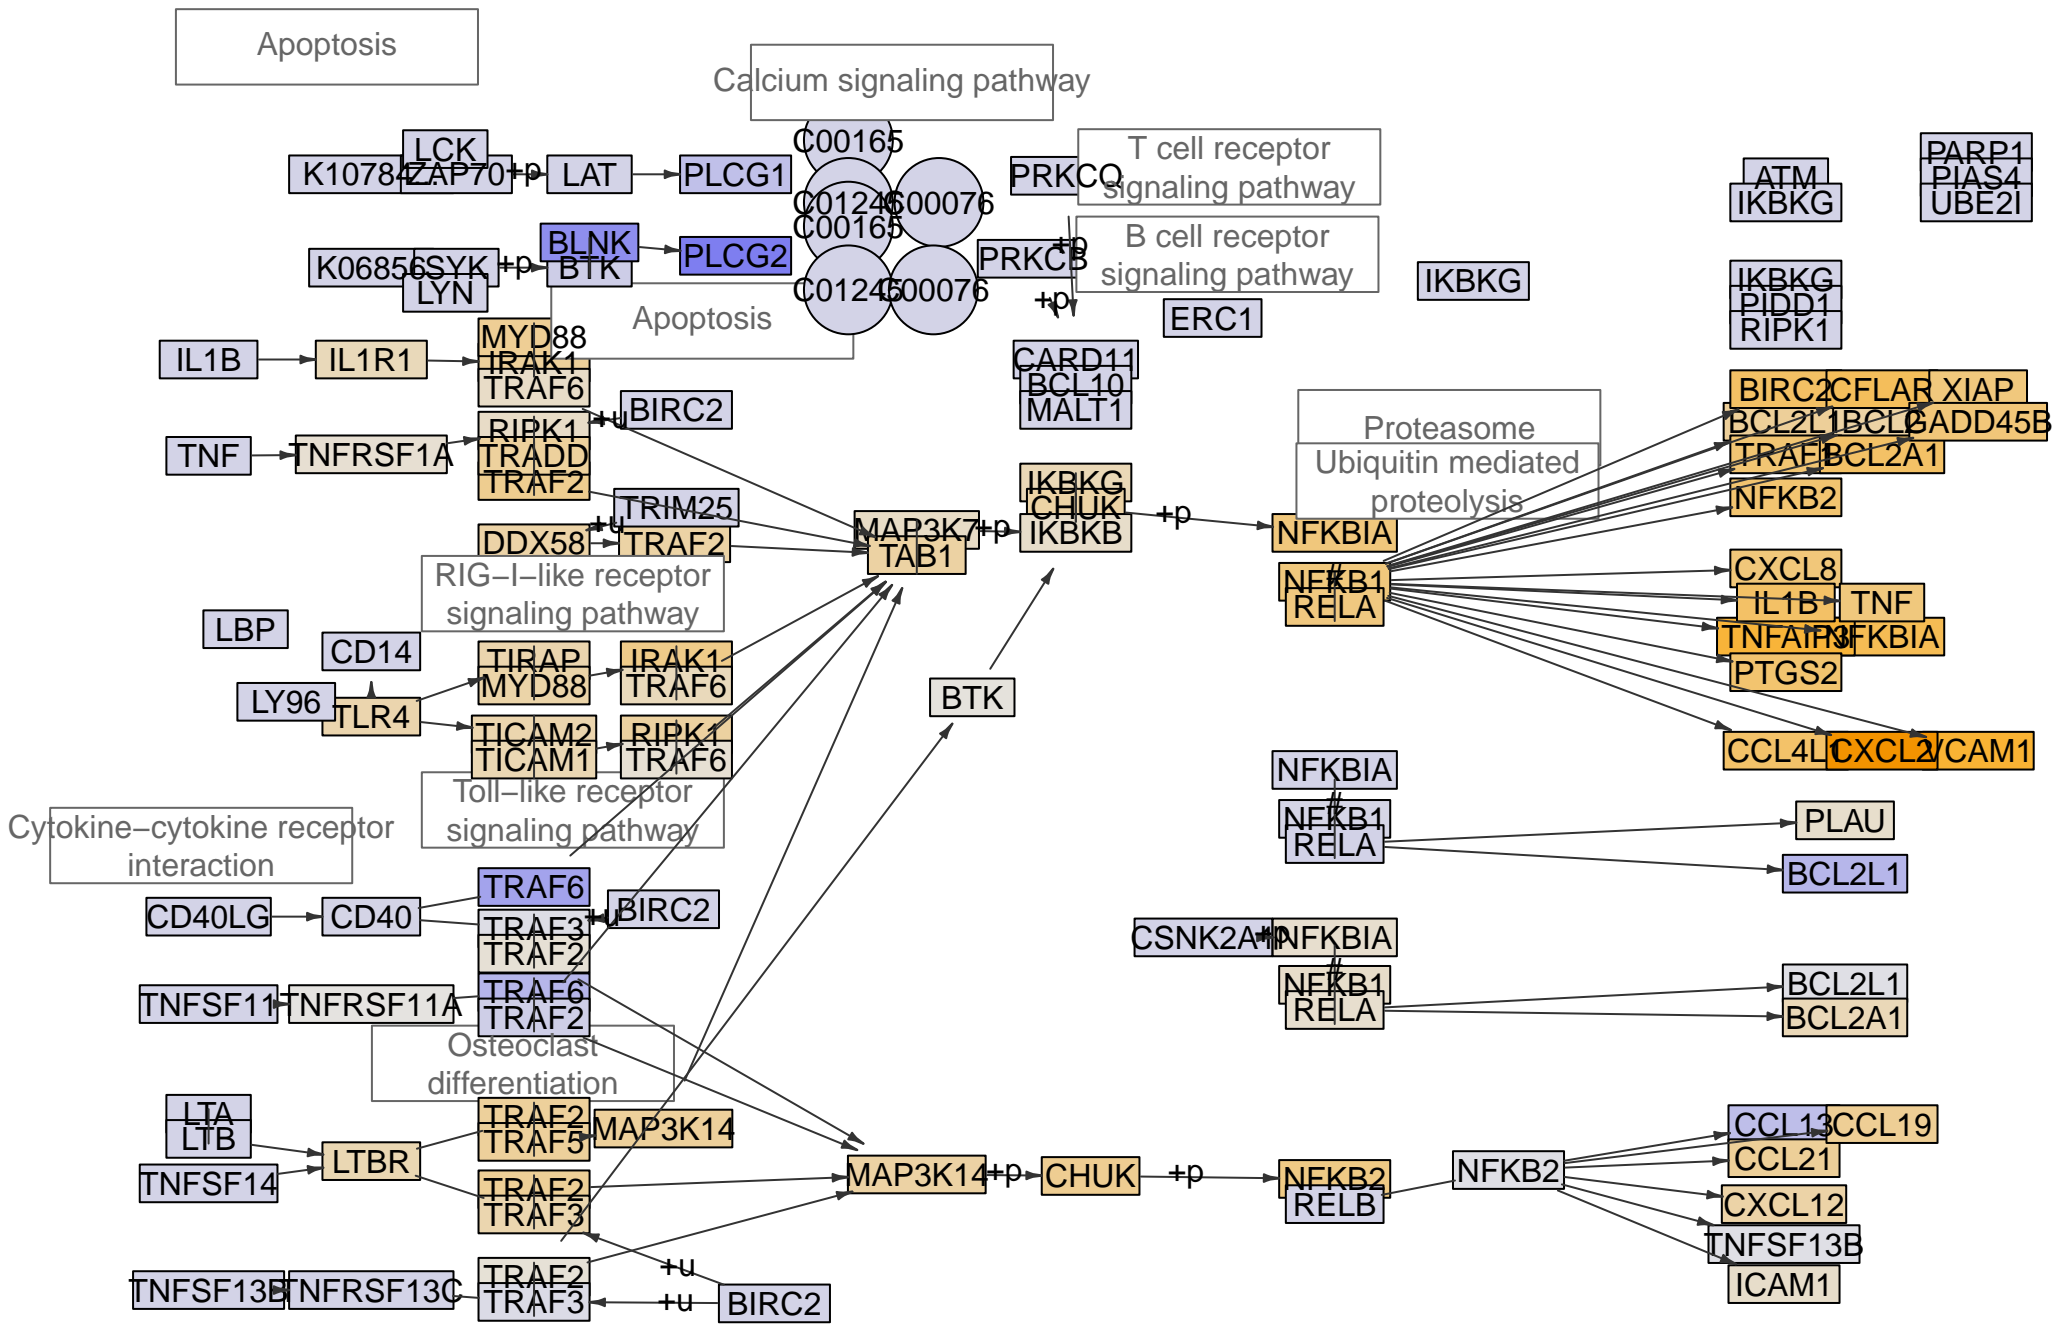 Apoptosis
Calcium signaling pathway
LCK
K10784
ZAP70
+p
LAT
PLCG1
C00165
C01246
C00076
C00165
PRKCQ
T cell receptor
signaling pathway
ATM
IKBKG
PARP1
PIAS4
UBE2I
BLNK
PLCG2
K06856
SYK
+p
BTK
LYN
C01245
C00076
PRKCB
+p
B cell receptor
signaling pathway
+p
ERC1
IKBKG
IKBKG
PIDD1
RIPK1
Apoptosis
IL1B
IL1R1
MYD88
IRAK1
TRAF6
CARD11
BCL10
MALT1
BIRC2
+u
TNF
TNFRSF1A
RIPK1
TRADD
TRAF2
Proteasome
Ubiquitin mediated
proteolysis
BIRC2
CFLAR
XIAP
BCL2L1
BCL2
GADD45B
TRAF1
BCL2A1
NFKB2
TRIM25
+u
DDX58
TRAF2
MAP3K7
TAB1
+p
IKBKG
CHUK
IKBKB
+p
NFKBIA
NFKB1
RELA
RIG−I−like receptor
signaling pathway
CXCL8
IL1B
TNF
TNFAIP3
NFKBIA
PTGS2
LBP
CD14
LY96
TLR4
TIRAP
MYD88
IRAK1
TRAF6
TICAM2
TICAM1
RIPK1
TRAF6
BTK
CCL4L1
CXCL2
VCAM1
Toll−like receptor
signaling pathway
NFKBIA
NFKB1
RELA
PLAU
BCL2L1
Cytokine−cytokine receptor
interaction
CD40LG
CD40
TRAF6
TRAF3
TRAF2
+u
BIRC2
CSNK2A1
+p
NFKBIA
NFKB1
RELA
BCL2L1
BCL2A1
TNFSF11
TNFRSF11A
TRAF6
TRAF2
Osteoclast
differentiation
LTA
LTB
TNFSF14
LTBR
TRAF2
TRAF5
MAP3K14
TRAF2
TRAF3
MAP3K14
+p
CHUK
+p
NFKB2
RELB
NFKB2
CCL13
CCL19
CCL21
CXCL12
TNFSF13B
ICAM1
TNFSF13B
TNFRSF13C
TRAF2
TRAF3
+u
+u
BIRC2